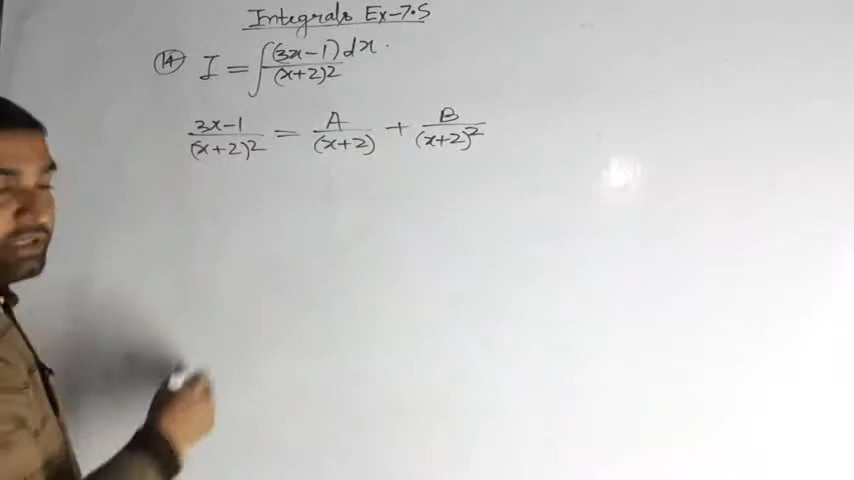 Integrals Ex-7.5
(14) I = ∫ (3x-1)dx / (x+2)2
3x-1 / (x+2)2 = A / (x+2) + B / (x+2)^2